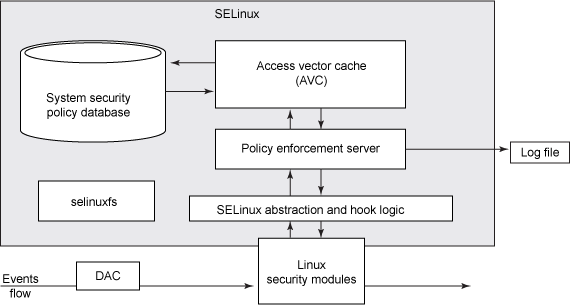 SELinux
Access vector cache
(AVC)
System security
policy database
Policy enforcement server
Log file
selinuxfs
SELinux abstraction and hook logic
Linux
security modules
DAC
Events
flow